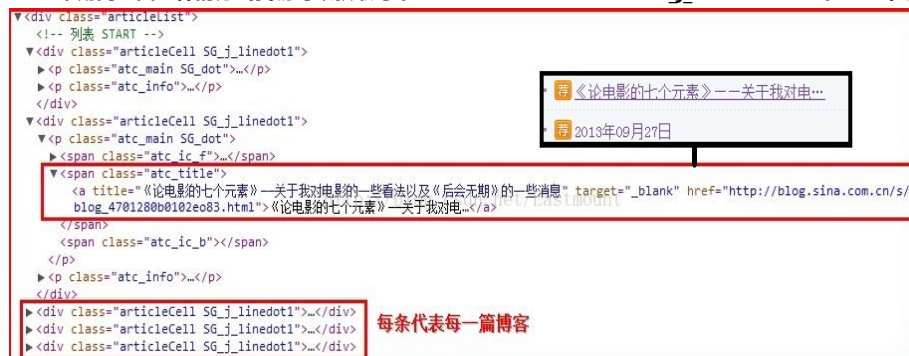 ▼<div class="articleList">
<!-- 列表 START -->
▼<div class="articleCell SG_j_linedot1">
▶<p class="atc_main SG_dot">…</p>
▶<p class="atc_info">…</p>
</div>
▼<div class="articleCell SG_j_linedot1">
▼<p class="atc_main SG_dot">
▶<span class="atc_ic_f">…</span>
▼<span class="atc_title">
<a title="《论电影的七个元素》—关于我对电影的一些看法以及《后会无期》的一些消息" target="_blank" href="http://blog.sina.com.cn/s/
blog_4701280b0102eo83.html">《论电影的七个元素》—关于我对电…</a>
</span>
<span class="atc_ic_b"></span>
</p>
▶<p class="atc_info">…</p>
</div>
▶<div class="articleCell SG_j_linedot1">…</div>
▶<div class="articleCell SG_j_linedot1">…</div>
▶<div class="articleCell SG_j_linedot1">…</div>
荐《论电影的七个元素》——关于我对电…
荐 2013年09月27日
每条代表每一篇博客